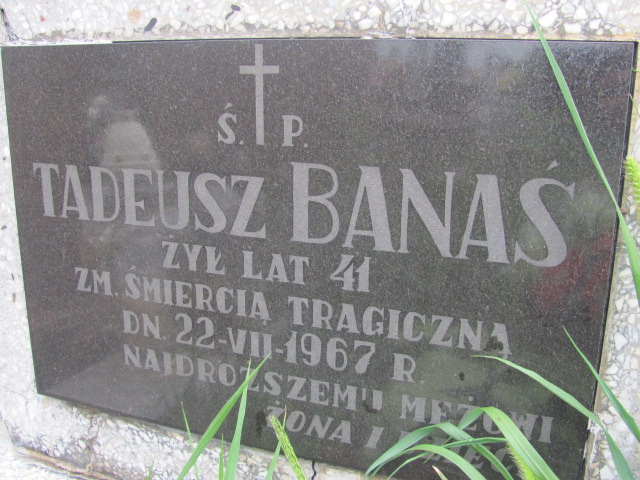 Ś. P.
TADEUSZ BANAŚ
ŻYŁ LAT 41
ZM. ŚMIERCIĄ TRAGICZNĄ
DN. 22-VII-1967 R.
NAJDROŻSZEMU MĘŻOWI
ŻONA I